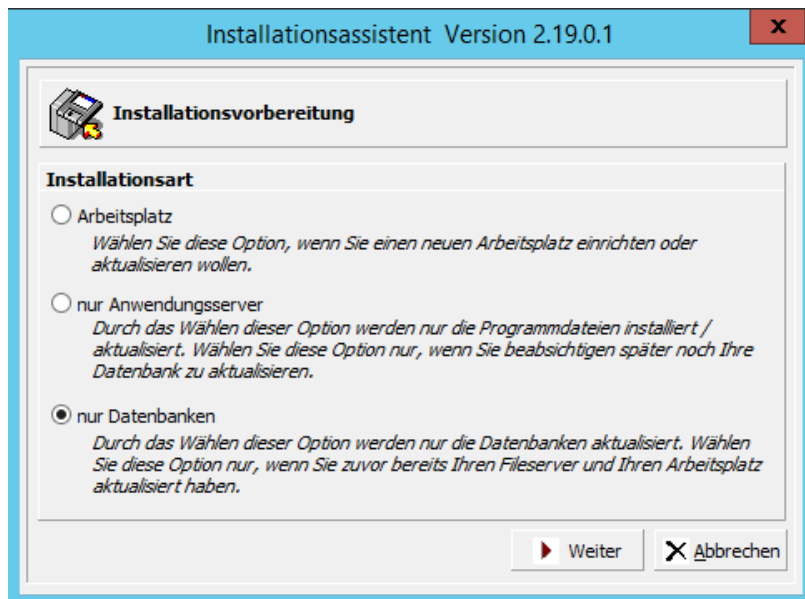 Installationsassistent Version 2.19.0.1
Installationsvorbereitung
Installationsart
Arbeitsplatz
Wählen Sie diese Option, wenn Sie einen neuen Arbeitsplatz einrichten oder
aktualisieren wollen.
nur Anwendungsserver
Durch das Wählen dieser Option werden nur die Programmdateien installiert /
aktualisiert. Wählen Sie diese Option nur, wenn Sie beabsichtigen später noch Ihre
Datenbank zu aktualisieren.
nur Datenbanken
Durch das Wählen dieser Option werden nur die Datenbanken aktualisiert. Wählen
Sie diese Option nur, wenn Sie zuvor bereits Ihren Fileserver und Ihren Arbeitsplatz
aktualisiert haben.
Weiter
Abbrechen